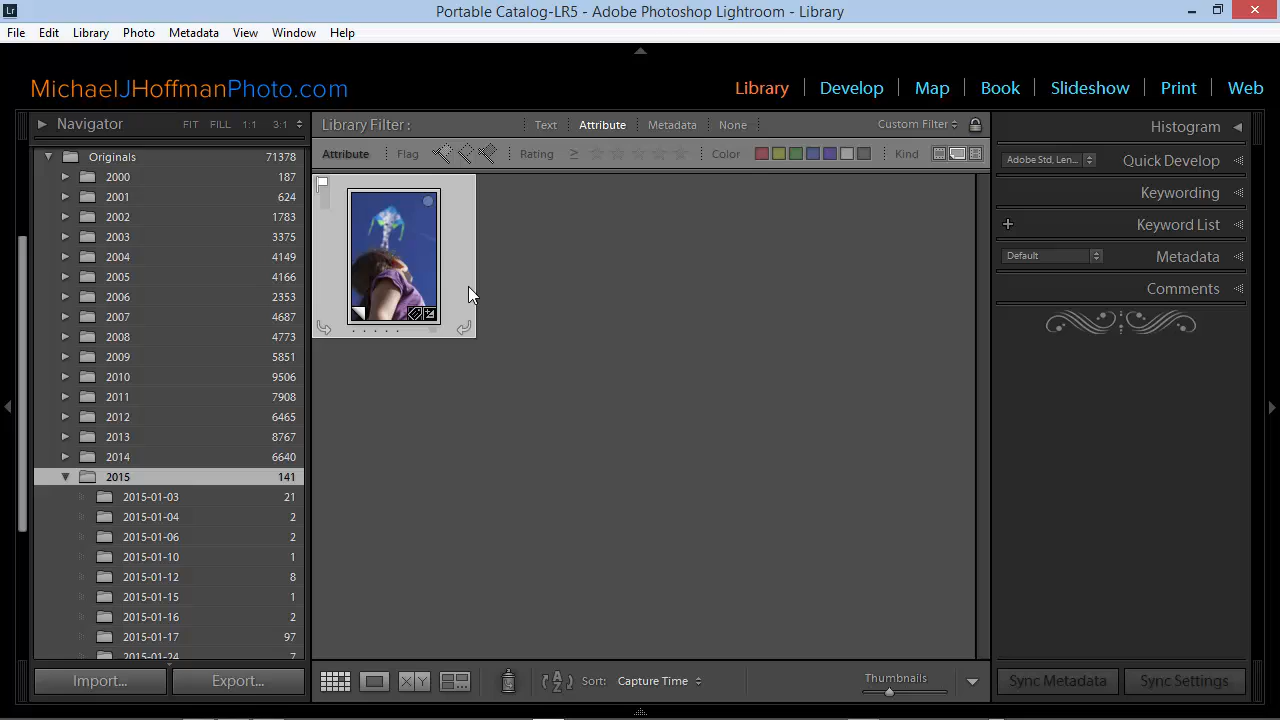 Lr
Portable Catalog-LR5 - Adobe Photoshop Lightroom - Library
File Edit Library Photo Metadata View Window Help
MichaelJHoffmanPhoto.com
Library Develop Map Book Slideshow Print Web
Navigator FIT FILL 1:1 3:1
Library Filter : Text Attribute Metadata None Custom Filter
Histogram
Attribute Flag Rating ≥ Color Kind
Adobe Std, Len... Quick Develop
Originals 71378
2000 187
2001 624
2002 1783
2003 3375
2004 4149
2005 4166
2006 2353
2007 4687
2008 4773
2009 5851
2010 9506
2011 7908
2012 6465
2013 8767
2014 6640
2015 141
2015-01-03 21
2015-01-04 2
2015-01-06 2
2015-01-10 1
2015-01-12 8
2015-01-15 1
2015-01-16 2
2015-01-17 97
2015-01-24 7
Keywording
Keyword List
Default Metadata
Comments
Import... Export...
X Y
A Z Sort: Capture Time
Thumbnails
Sync Metadata Sync Settings